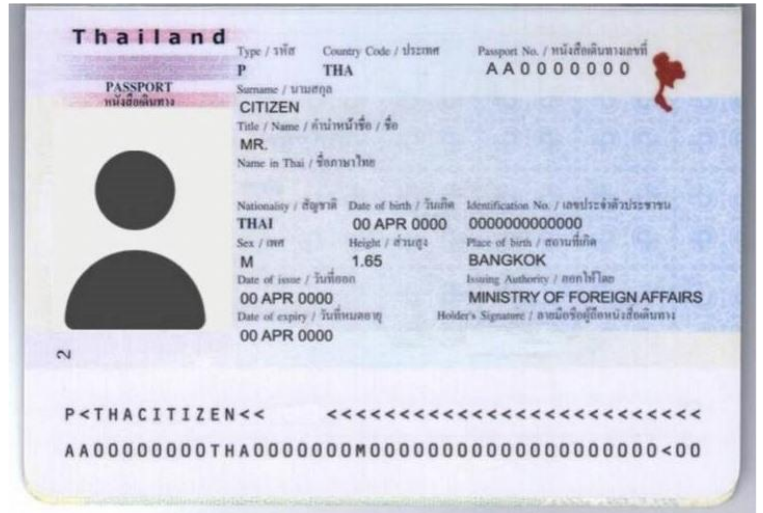 Thailand
PASSPORT
หนังสือเดินทาง
Type / รหัส Country Code / ประเทศ Passport No. / หนังสือเดินทางเลขที่
P THA AA0000000
Surname / นามสกุล
CITIZEN
Title / Name / คำนำหน้าชื่อ / ชื่อ
MR.
Name in Thai / ชื่อภาษาไทย
Nationality / สัญชาติ Date of birth / วันเกิด Identification No. / เลขประจำตัวประชาชน
THAI 00 APR 0000 0000000000000
Sex / เพศ Height / ส่วนสูง Place of birth / สถานที่เกิด
M 1.65 BANGKOK
Date of issue / วันที่ออก Issuing Authority / ออกให้โดย
00 APR 0000 MINISTRY OF FOREIGN AFFAIRS
Date of expiry / วันที่หมดอายุ Holder's Signature / ลายมือชื่อผู้ถือหนังสือเดินทาง
00 APR 0000
2
P<THACITIZEN<< <<<<<<<<<<<<<<<<<<<<<<<<<<
AA00000000THA0000000M0000000000000000000000<00